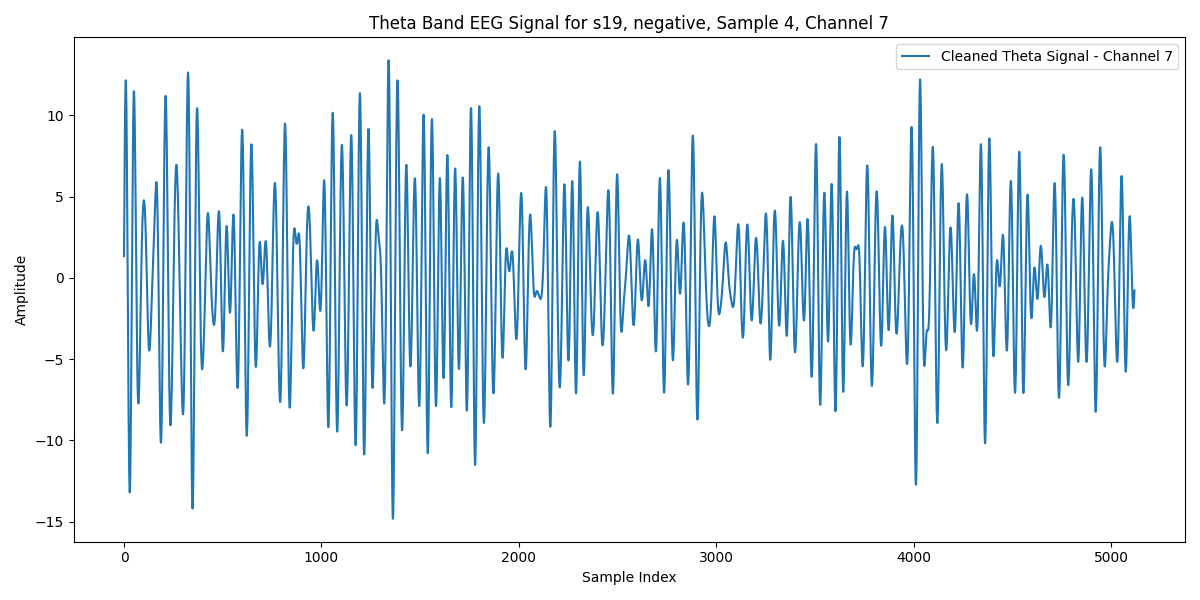 Theta Band EEG Signal for s19, negative, Sample 4, Channel 7
Cleaned Theta Signal - Channel 7
Amplitude
10
5
0
−5
−10
−15
0 1000 2000 3000 4000 5000
Sample Index